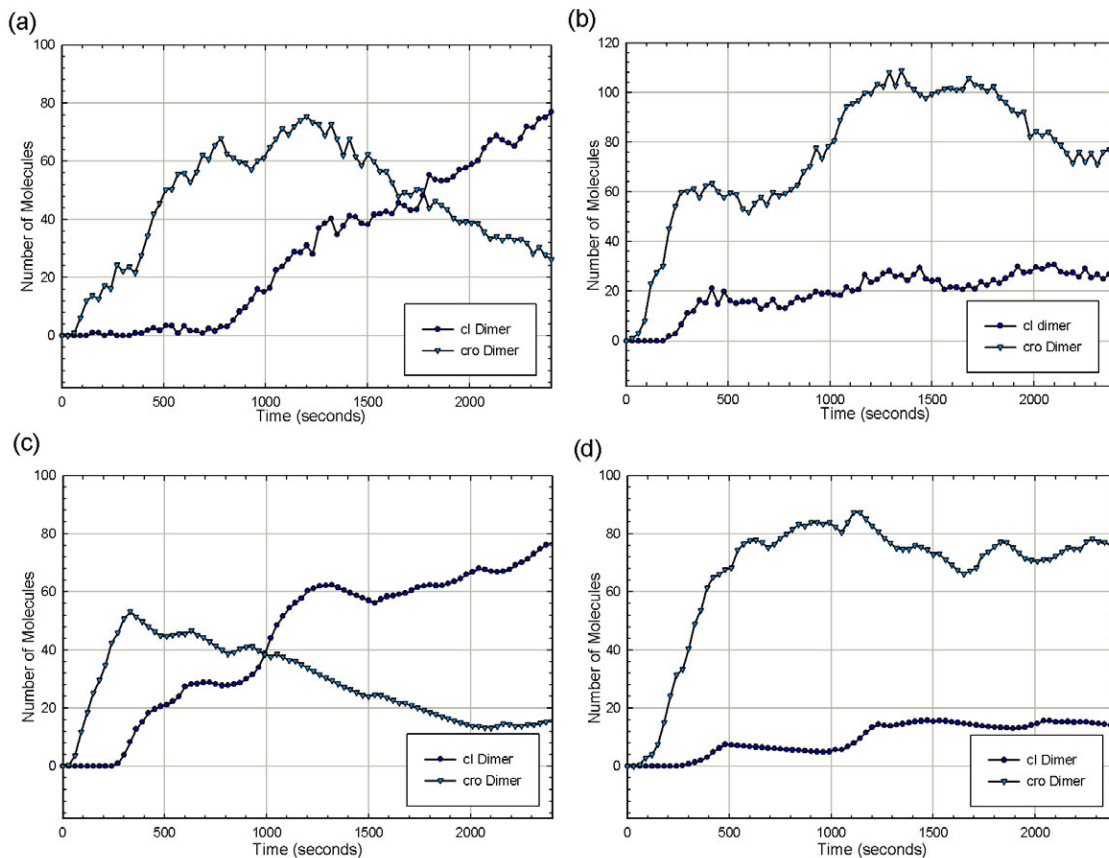 (a)
100
80
60
40
20
0
Number of Molecules
cI Dimer
cro Dimer
0 500 1000 1500 2000
Time (seconds)
(b)
120
100
80
60
40
20
0
Number of Molecules
cI dimer
cro Dimer
0 500 1000 1500 2000
Time (seconds)
(c)
100
80
60
40
20
0
Number of Molecules
cI Dimer
cro Dimer
0 500 1000 1500 2000
Time (seconds)
(d)
100
80
60
40
20
0
Number of Molecules
cI Dimer
cro Dimer
0 500 1000 1500 2000
Time (seconds)